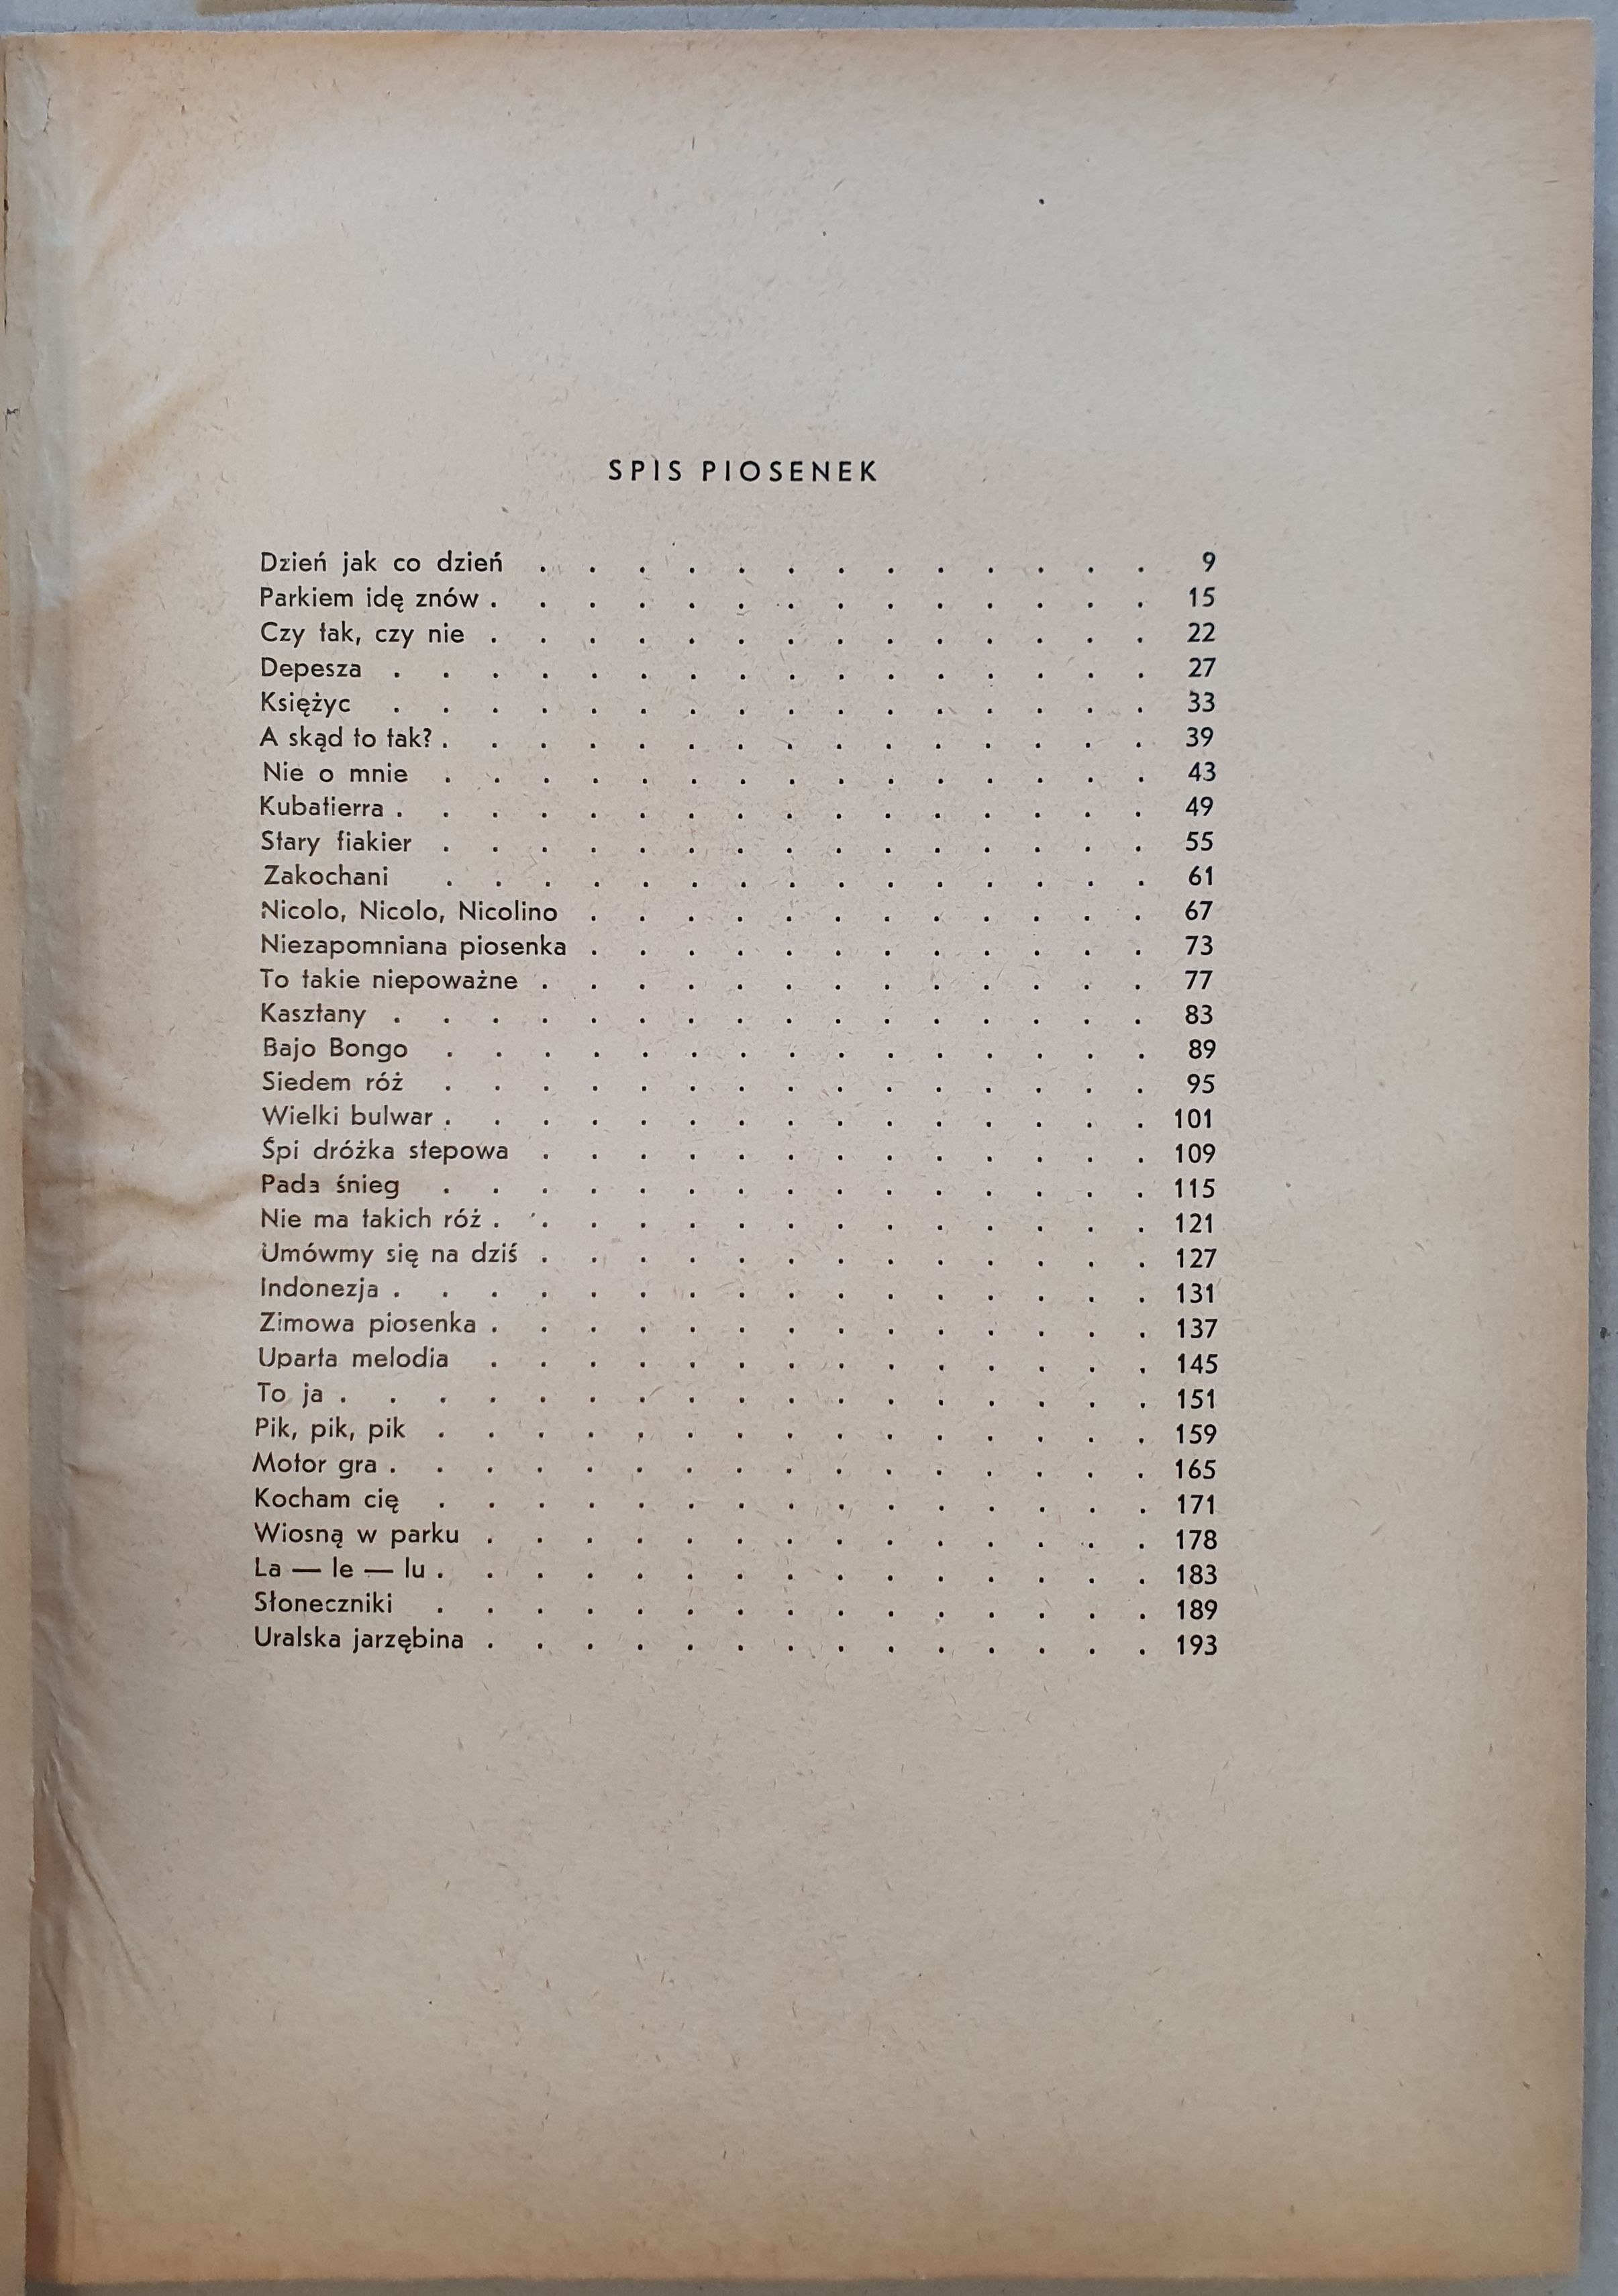 SPIS PIOSENEK
Dzień jak co dzień . . . . . . . . . . . . . 9
Parkiem idę znów . . . . . . . . . . . . . . 15
Czy tak, czy nie . . . . . . . . . . . . . . 22
Depesza . . . . . . . . . . . . . . . . 27
Księżyc . . . . . . . . . . . . . . . . 33
A skąd to tak? . . . . . . . . . . . . . . . 39
Nie o mnie . . . . . . . . . . . . . . . 43
Kubatierra . . . . . . . . . . . . . . . . 49
Stary fiakier . . . . . . . . . . . . . . . 55
Zakochani . . . . . . . . . . . . . . . 61
Nicolo, Nicolo, Nicolino . . . . . . . . . . . . 67
Niezapomniana piosenka . . . . . . . . . . . . 73
To takie niepoważne . . . . . . . . . . . . . 77
Kasztany . . . . . . . . . . . . . . . . 83
Bajo Bongo . . . . . . . . . . . . . . . 89
Siedem róż . . . . . . . . . . . . . . . 95
Wielki bulwar . . . . . . . . . . . . . . . 101
Śpi dróżka stepowa . . . . . . . . . . . . . 109
Pada śnieg . . . . . . . . . . . . . . . 115
Nie ma takich róż . . . . . . . . . . . . . . 121
Umówmy się na dziś . . . . . . . . . . . . . 127
Indonezja . . . . . . . . . . . . . . . . 131
Zimowa piosenka . . . . . . . . . . . . . . 137
Uparta melodia . . . . . . . . . . . . . . 145
To ja . . . . . . . . . . . . . . . . . 151
Pik, pik, pik . . . . . . . . . . . . . . . 159
Motor gra . . . . . . . . . . . . . . . . 165
Kocham cię . . . . . . . . . . . . . . . 171
Wiosną w parku . . . . . . . . . . . . . . 178
La — le — lu . . . . . . . . . . . . . . . 183
Słoneczniki . . . . . . . . . . . . . . . 189
Uralska jarzębina . . . . . . . . . . . . . . 193